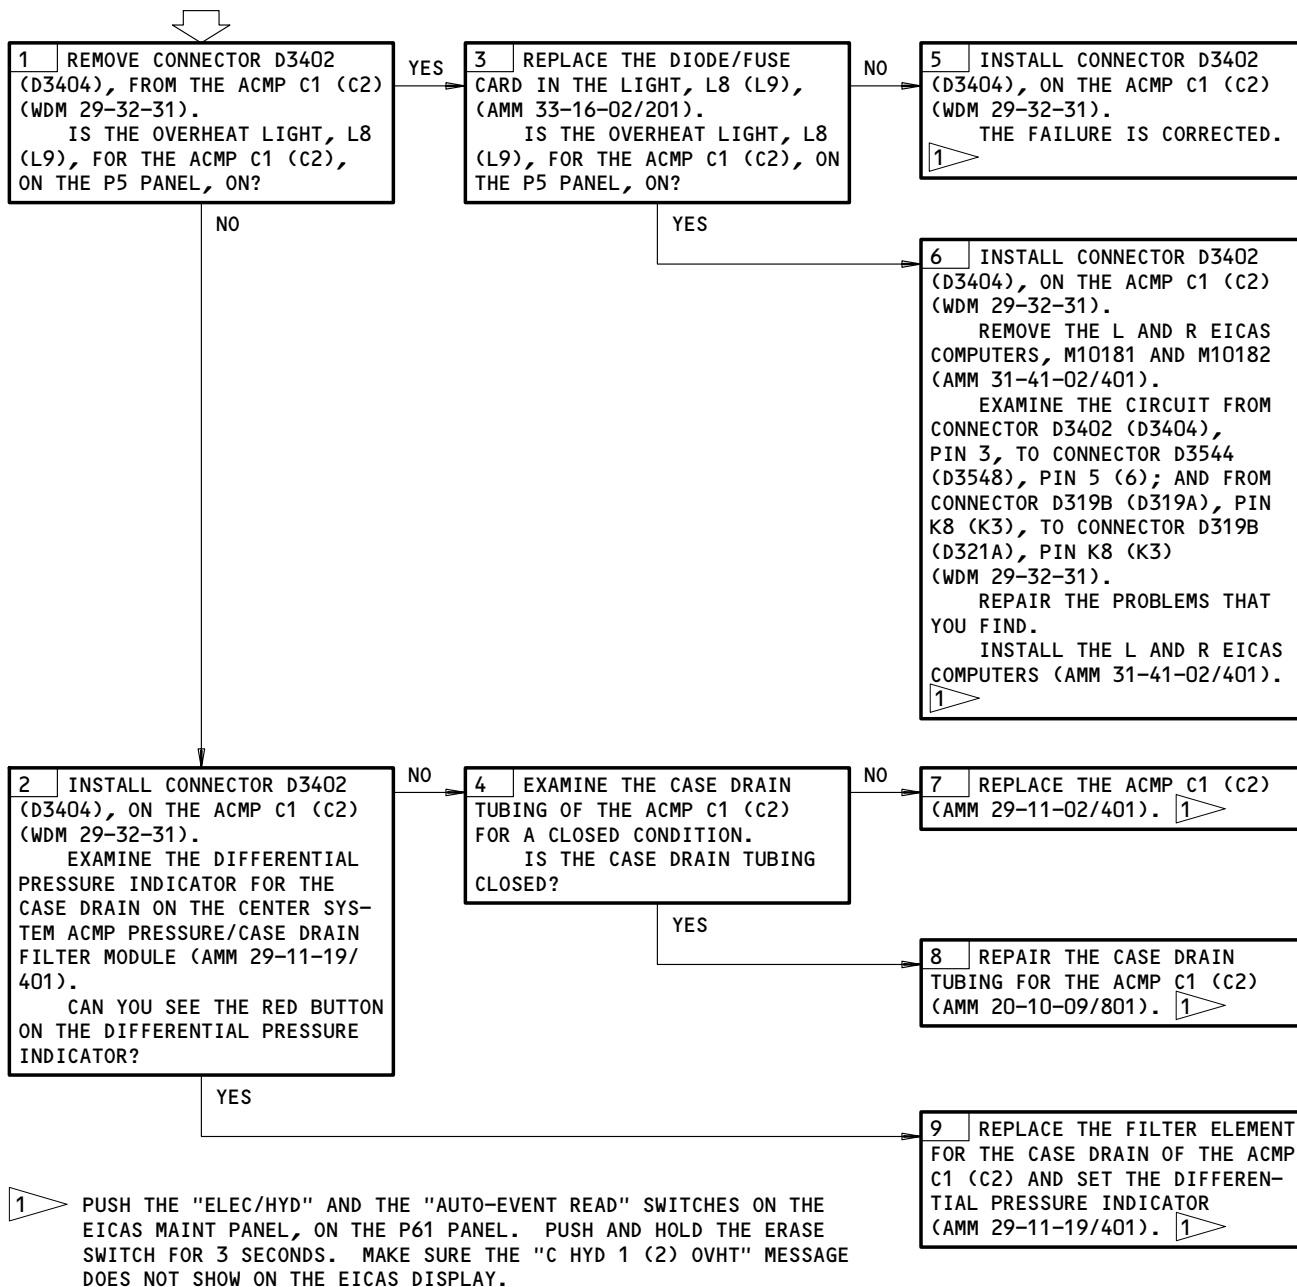 1 REMOVE CONNECTOR D3402
(D3404), FROM THE ACMP C1 (C2)
(WDM 29-32-31).
IS THE OVERHEAT LIGHT, L8
(L9), FOR THE ACMP C1 (C2),
ON THE P5 PANEL, ON?
YES
NO
3 REPLACE THE DIODE/FUSE
CARD IN THE LIGHT, L8 (L9),
(AMM 33-16-02/201).
IS THE OVERHEAT LIGHT, L8
(L9), FOR THE ACMP C1 (C2), ON
THE P5 PANEL, ON?
NO
YES
5 INSTALL CONNECTOR D3402
(D3404), ON THE ACMP C1 (C2)
(WDM 29-32-31).
THE FAILURE IS CORRECTED.
1
6 INSTALL CONNECTOR D3402
(D3404), ON THE ACMP C1 (C2)
(WDM 29-32-31).
REMOVE THE L AND R EICAS
COMPUTERS, M10181 AND M10182
(AMM 31-41-02/401).
EXAMINE THE CIRCUIT FROM
CONNECTOR D3402 (D3404),
PIN 3, TO CONNECTOR D3544
(D3548), PIN 5 (6); AND FROM
CONNECTOR D319B (D319A), PIN
K8 (K3), TO CONNECTOR D319B
(D321A), PIN K8 (K3)
(WDM 29-32-31).
REPAIR THE PROBLEMS THAT
YOU FIND.
INSTALL THE L AND R EICAS
COMPUTERS (AMM 31-41-02/401).
1
2 INSTALL CONNECTOR D3402
(D3404), ON THE ACMP C1 (C2)
(WDM 29-32-31).
EXAMINE THE DIFFERENTIAL
PRESSURE INDICATOR FOR THE
CASE DRAIN ON THE CENTER SYS-
TEM ACMP PRESSURE/CASE DRAIN
FILTER MODULE (AMM 29-11-19/
401).
CAN YOU SEE THE RED BUTTON
ON THE DIFFERENTIAL PRESSURE
INDICATOR?
NO
YES
4 EXAMINE THE CASE DRAIN
TUBING OF THE ACMP C1 (C2)
FOR A CLOSED CONDITION.
IS THE CASE DRAIN TUBING
CLOSED?
NO
YES
7 REPLACE THE ACMP C1 (C2)
(AMM 29-11-02/401). 1
8 REPAIR THE CASE DRAIN
TUBING FOR THE ACMP C1 (C2)
(AMM 20-10-09/801). 1
9 REPLACE THE FILTER ELEMENT
FOR THE CASE DRAIN OF THE ACMP
C1 (C2) AND SET THE DIFFEREN-
TIAL PRESSURE INDICATOR
(AMM 29-11-19/401). 1
1 PUSH THE "ELEC/HYD" AND THE "AUTO-EVENT READ" SWITCHES ON THE
EICAS MAINT PANEL, ON THE P61 PANEL. PUSH AND HOLD THE ERASE
SWITCH FOR 3 SECONDS. MAKE SURE THE "C HYD 1 (2) OVHT" MESSAGE
DOES NOT SHOW ON THE EICAS DISPLAY.